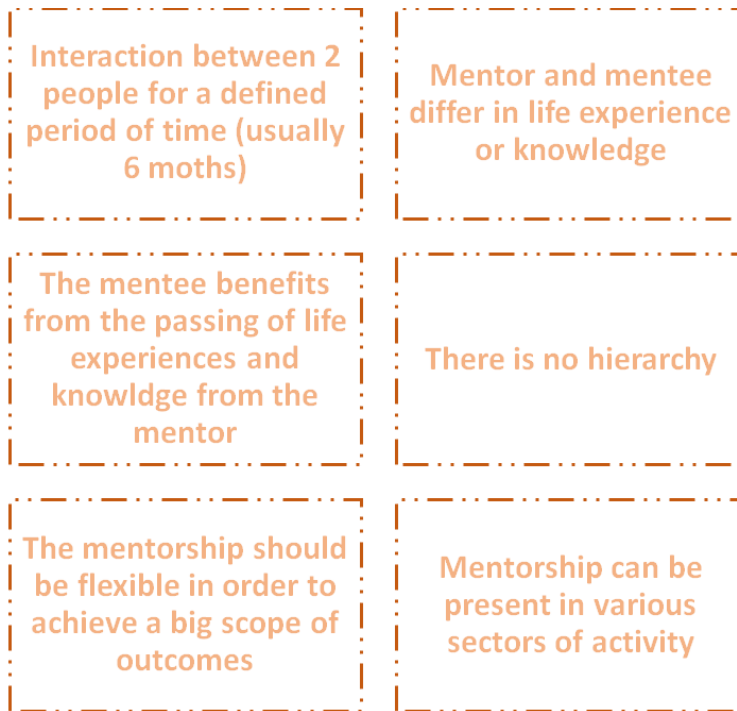 Interaction between 2
people for a defined
period of time (usually
6 moths)
Mentor and mentee
differ in life experience
or knowledge
The mentee benefits
from the passing of life
experiences and
knowldge from the
mentor
There is no hierarchy
The mentorship should
be flexible in order to
achieve a big scope of
outcomes
Mentorship can be
present in various
sectors of activity